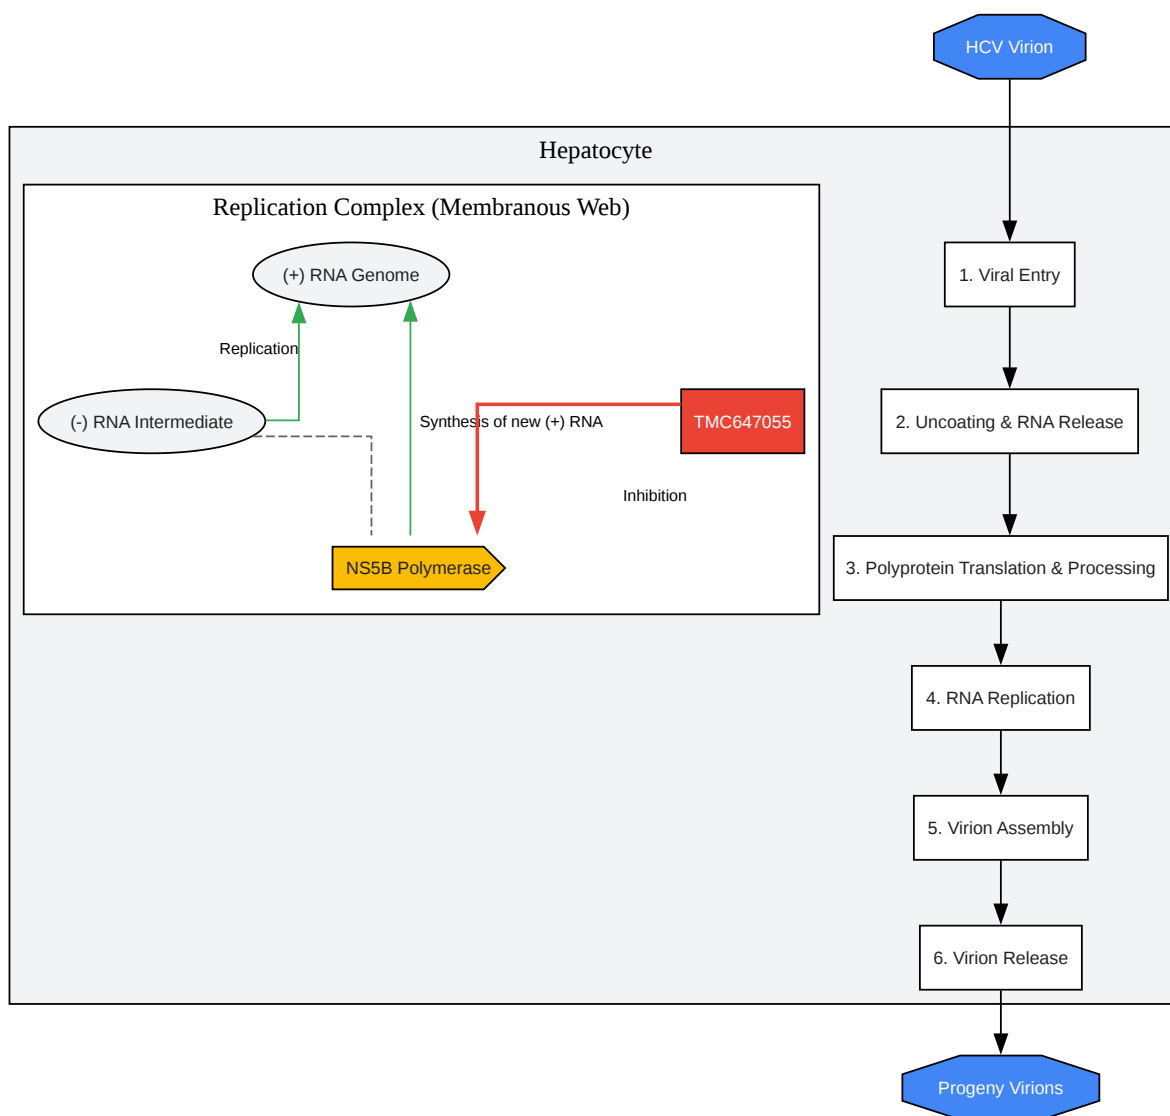 HCV Virion
Hepatocyte
Replication Complex (Membranous Web)
(+) RNA Genome
1. Viral Entry
Replication
(-) RNA Intermediate
Synthesis of new (+) RNA
TMC647055
2. Uncoating & RNA Release
Inhibition
NS5B Polymerase
3. Polyprotein Translation & Processing
4. RNA Replication
5. Virion Assembly
6. Virion Release
Progeny Virions